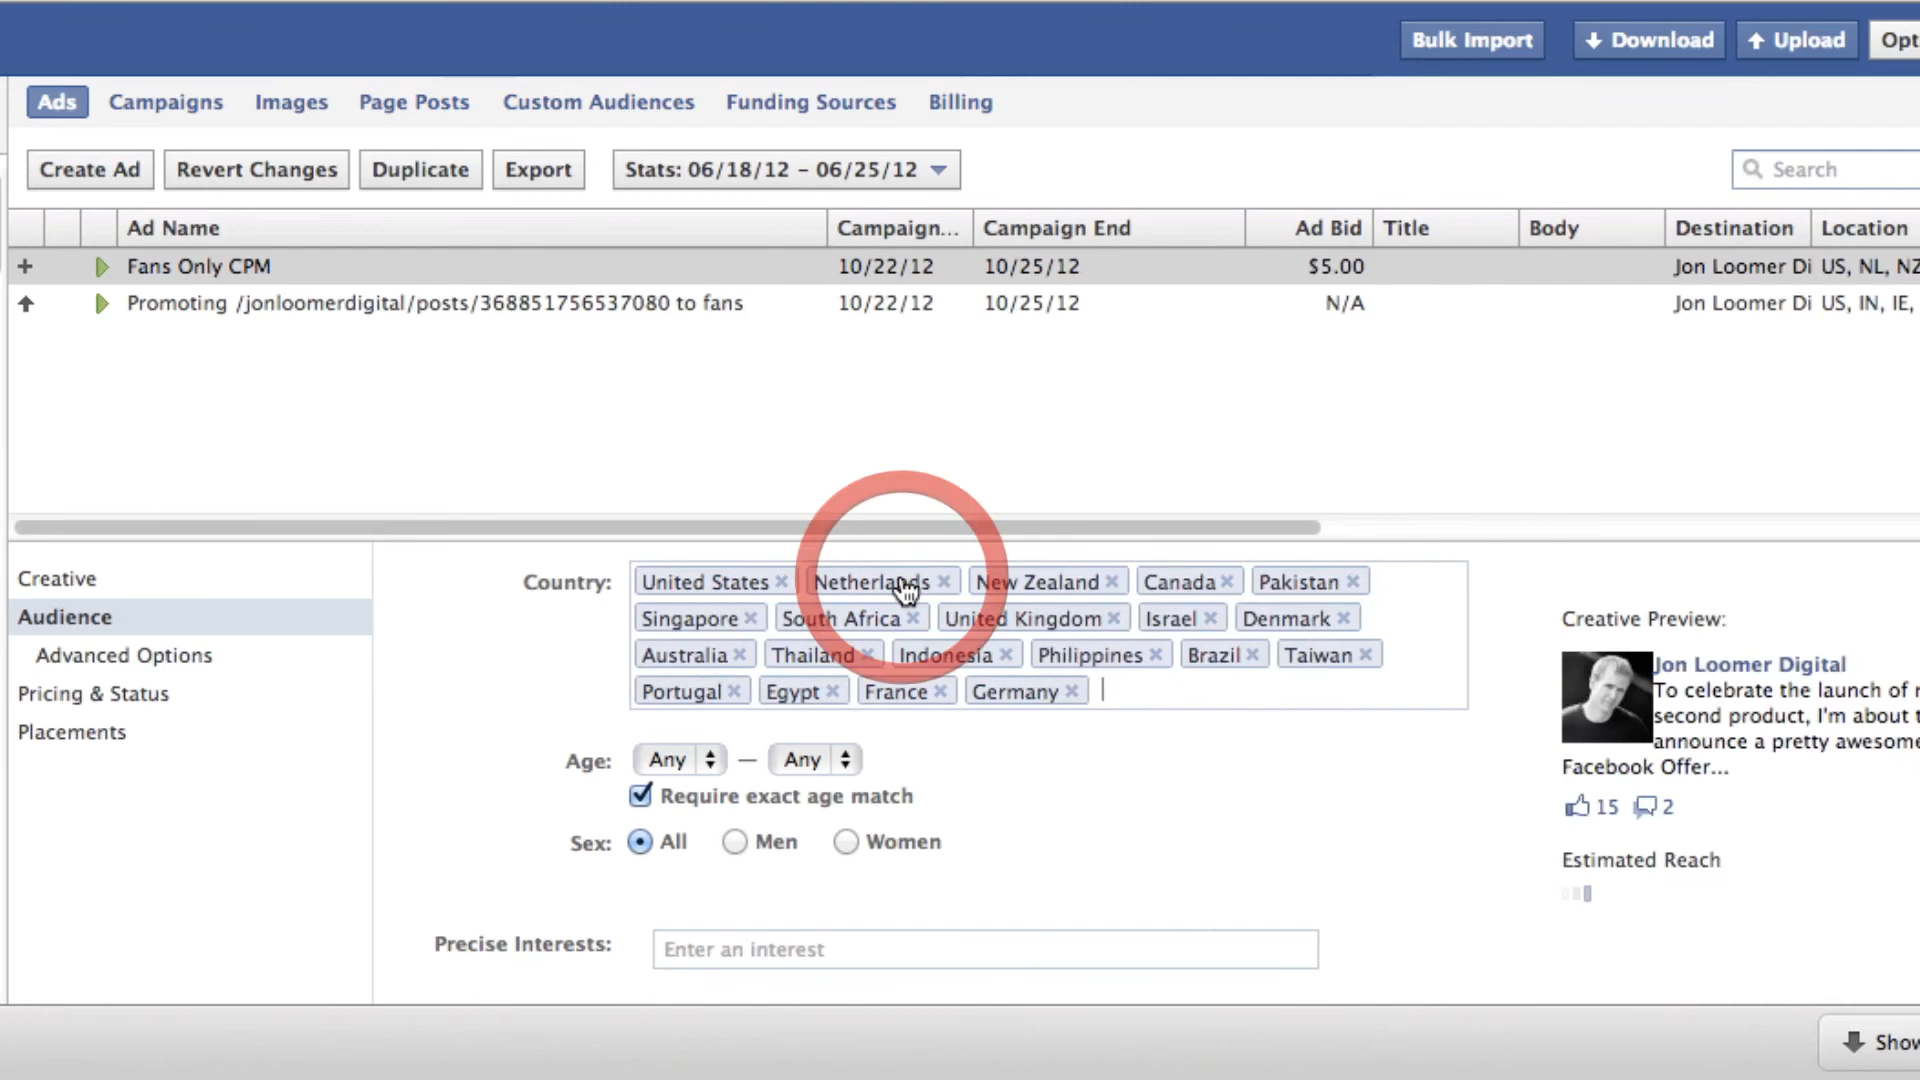 Bulk Import Download Upload Opt
Ads Campaigns Images Page Posts Custom Audiences Funding Sources Billing
Create Ad Revert Changes Duplicate Export Stats: 06/18/12 - 06/25/12 Search
Ad Name Campaign... Campaign End Ad Bid Title Body Destination Location
Fans Only CPM 10/22/12 10/25/12 $5.00 Jon Loomer Di US, NL, NZ
Promoting /jonloomerdigital/posts/368851756537080 to fans 10/22/12 10/25/12 N/A Jon Loomer Di US, IN, IE,
Creative
Audience
Advanced Options
Pricing & Status
Placements
Country: United States Netherlands New Zealand Canada Pakistan
Singapore South Africa United Kingdom Israel Denmark
Australia Thailand Indonesia Philippines Brazil Taiwan
Portugal Egypt France Germany
Age: Any — Any
Require exact age match
Sex: All Men Women
Precise Interests: Enter an interest
Creative Preview:
Jon Loomer Digital
To celebrate the launch of
second product, I'm about
announce a pretty awesome
Facebook Offer...
15 2
Estimated Reach
Show